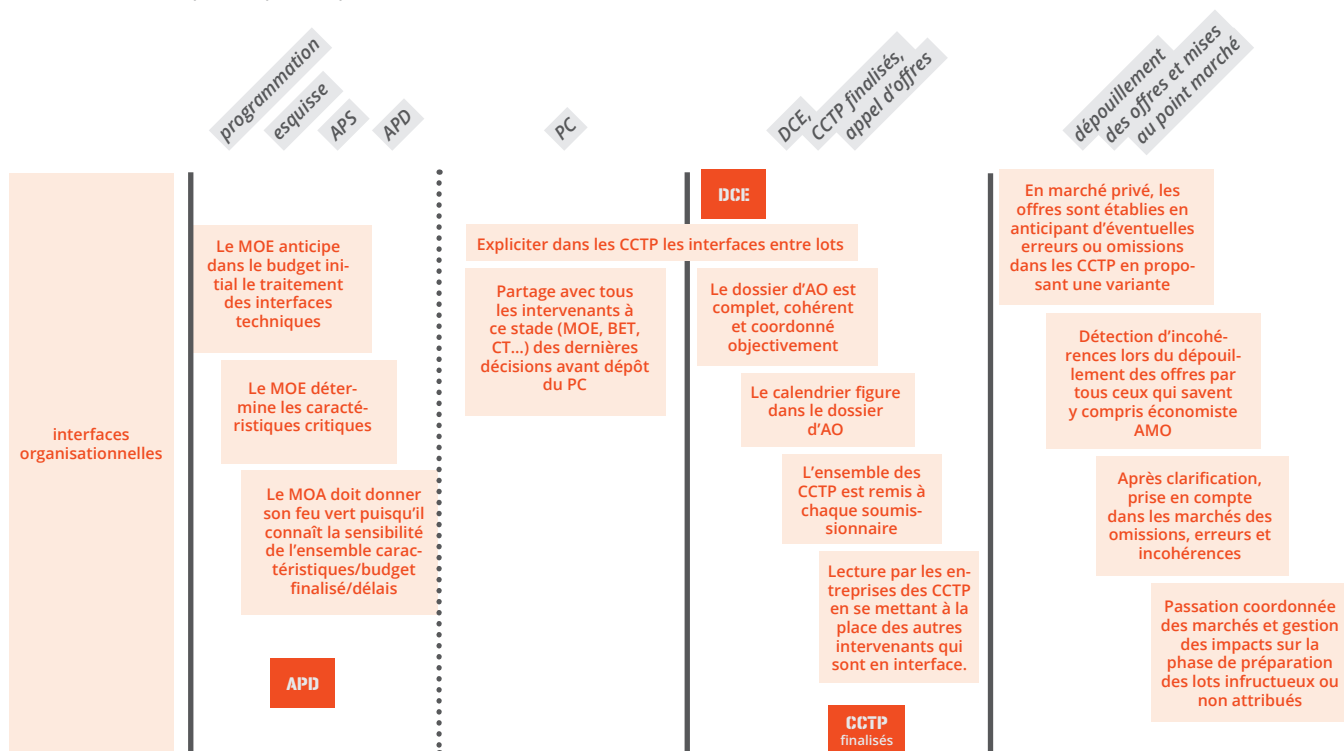 programmation
esquisse
APS
APD
PC
DCE,
CCTP finalisés,
appel d'offres
dépouillement
des offres et mises
au point marché
interfaces
organisationnelles
Le MOE anticipe
dans le budget ini-
tial le traitement
des interfaces
techniques
Le MOE déter-
mine les caracté-
ristiques critiques
Le MOA doit donner
son feu vert puisqu'il
connaît la sensibilité
de l'ensemble carac-
téristiques/budget
finalisé/délais
APD
Expliciter dans les CCTP les interfaces entre lots
Partage avec tous
les intervenants à
ce stade (MOE, BET,
CT...) des dernières
décisions avant dépôt
du PC
DCE
Le dossier d'AO est
complet, cohérent
et coordonné
objectivement
Le calendrier figure
dans le dossier
d'AO
L'ensemble des
CCTP est remis à
chaque soumis-
sionnaire
Lecture par les en-
treprises des CCTP
en se mettant à la
place des autres
intervenants qui
sont en interface.
CCTP
finalisés
En marché privé, les
offres sont établies en
anticipant d'éventuelles
erreurs ou omissions
dans les CCTP en propo-
sant une variante
Détection d'incohé-
rences lors du dépouil-
lement des offres par
tous ceux qui savent
y compris économiste
AMO
Après clarification,
prise en compte
dans les marchés des
omissions, erreurs et
incohérences
Passation coordonnée
des marchés et gestion
des impacts sur la
phase de préparation
des lots infructueux ou
non attribués